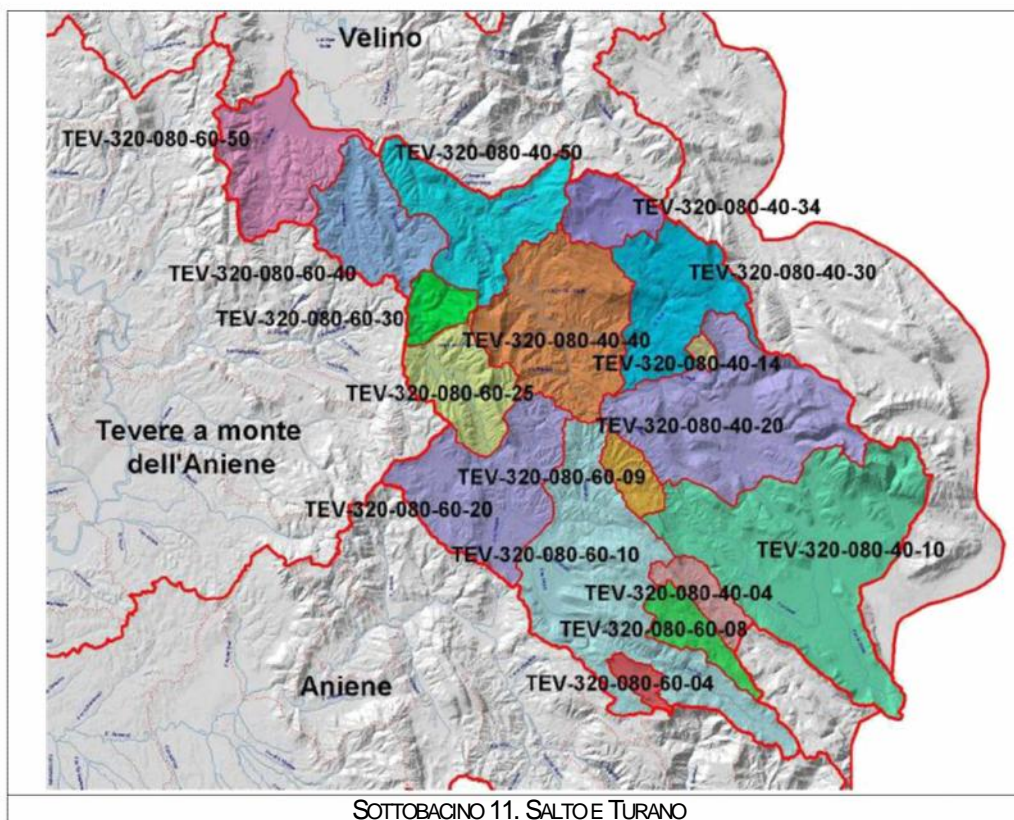 Velino
TEV-320-080-60-50
TEV-320-080-40-50
TEV-320-080-40-34
TEV-320-080-60-40
TEV-320-080-40-30
TEV-320-080-60-30
TEV-320-080-40-40
TEV-320-080-40-14
TEV-320-080-60-25
TEV-320-080-40-20
Tevere a monte
dell'Aniene
TEV-320-080-60-09
TEV-320-080-60-20
TEV-320-080-60-10
TEV-320-080-40-10
TEV-320-080-40-04
TEV-320-080-60-08
Aniene
TEV-320-080-60-04
SOTTOBACINO 11. SALTO E TURANO